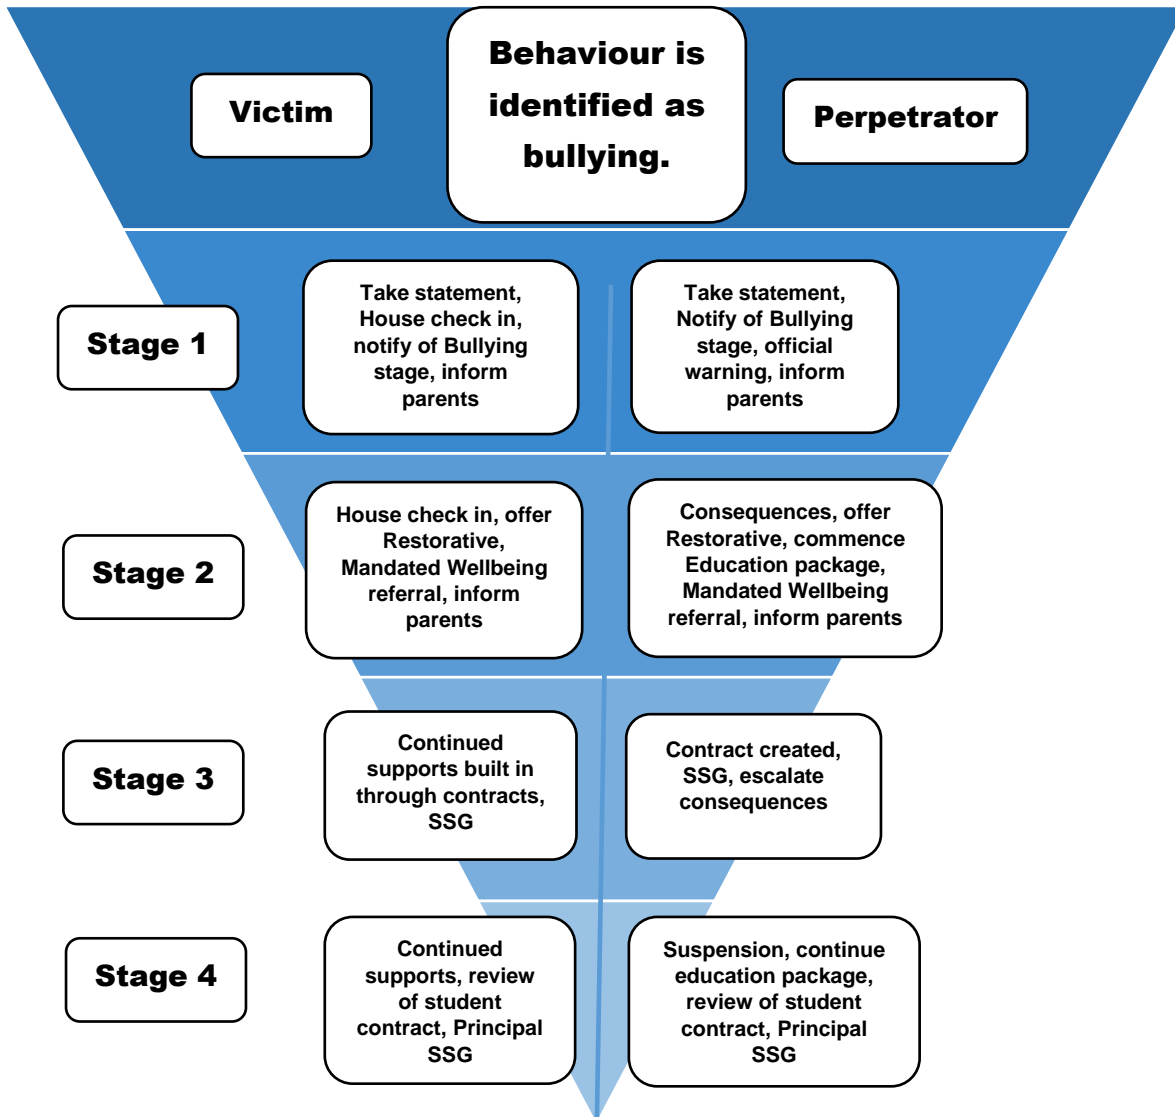 Behaviour is
identified as
bullying.
Victim
Perpetrator
Stage 1
Take statement,
House check in,
notify of Bullying
stage, inform
parents
Take statement,
Notify of Bullying
stage, official
warning, inform
parents
Stage 2
House check in, offer
Restorative,
Mandated Wellbeing
referral, inform
parents
Consequences, offer
Restorative, commence
Education package,
Mandated Wellbeing
referral, inform parents
Stage 3
Continued
supports built in
through contracts,
SSG
Contract created,
SSG, escalate
consequences
Stage 4
Continued
supports, review
of student
contract, Principal
SSG
Suspension, continue
education package,
review of student
contract, Principal
SSG